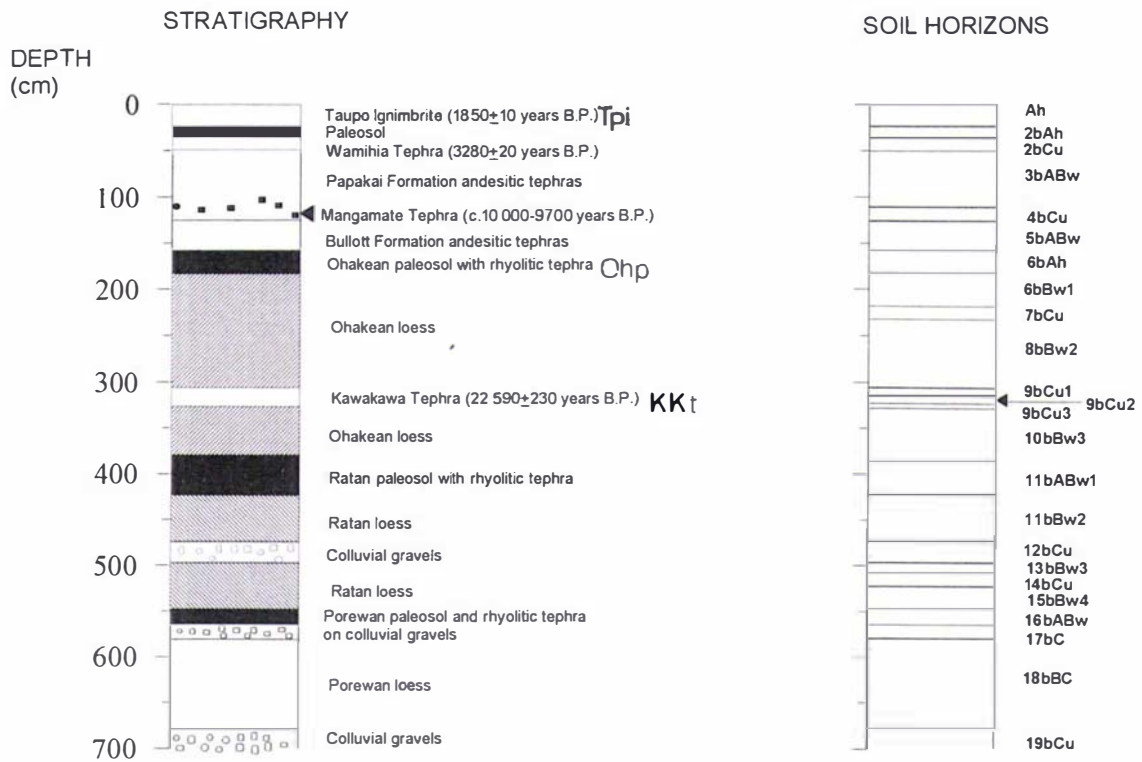 STRATIGRAPHY
SOIL HORIZONS
DEPTH
(cm)
0
100
200
300
400
500
600
700
Taupo Ignimbrite (1850±10 years B.P.) Tpi
Paleosol
Wamihia Tephra (3280±20 years B.P.)
Papakai Formation andesitic tephras
Mangamate Tephra (c.10 000-9700 years B.P.)
Bullott Formation andesitic tephras
Ohakean paleosol with rhyolitic tephra Ohp
Ohakean loess
Kawakawa Tephra (22 590±230 years B.P.) KKt
Ohakean loess
Ratan paleosol with rhyolitic tephra
Ratan loess
Colluvial gravels
Ratan loess
Porewan paleosol and rhyolitic tephra
on colluvial gravels
Porewan loess
Colluvial gravels
Ah
2bAh
2bCu
3bABw
4bCu
5bABw
6bAh
6bBw1
7bCu
8bBw2
9bCu1
9bCu2
9bCu3
10bBw3
11bABw1
11bBw2
12bCu
13bBw3
14bCu
15bBw4
16bABw
17bC
18bBC
19bCu